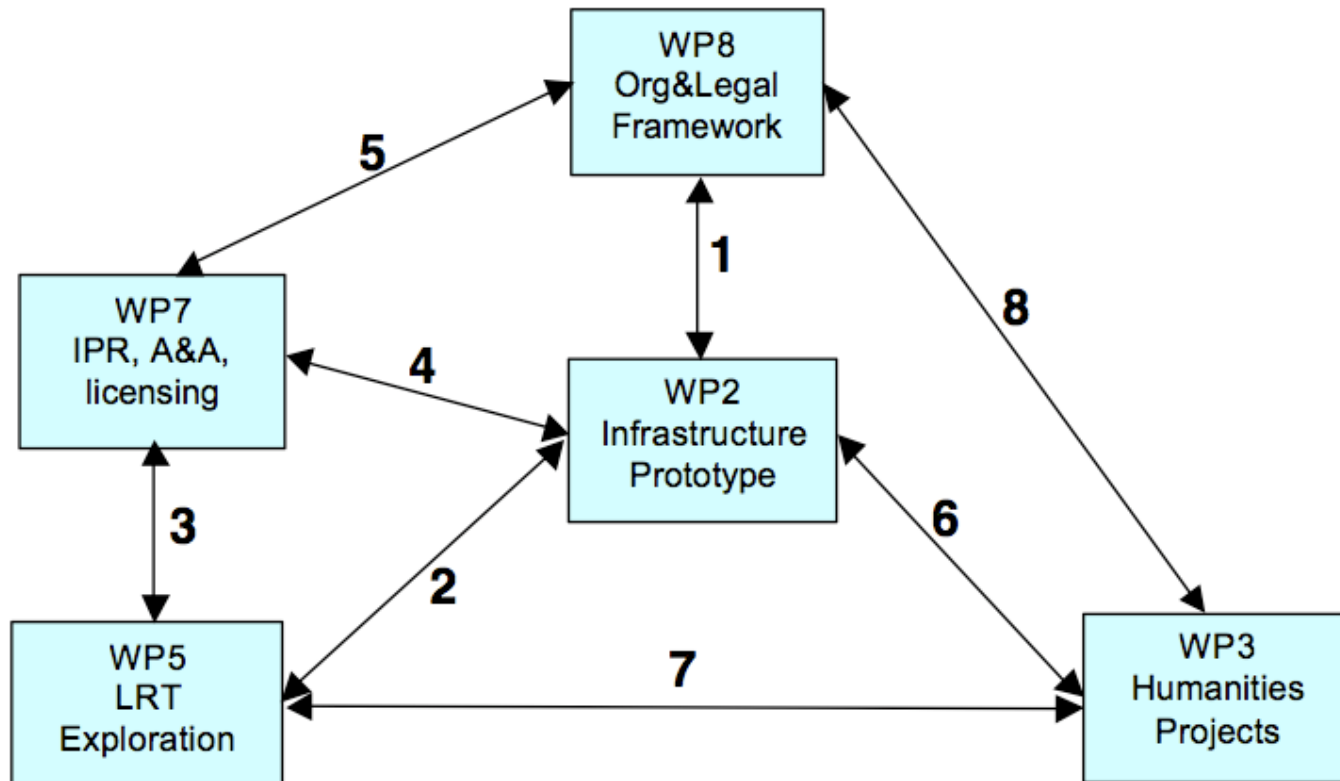 WP8
Org&Legal
Framework
5
1
WP7
IPR, A&A,
licensing
8
4
WP2
Infrastructure
Prototype
3
2
6
WP5
LRT
Exploration
7
WP3
Humanities
Projects